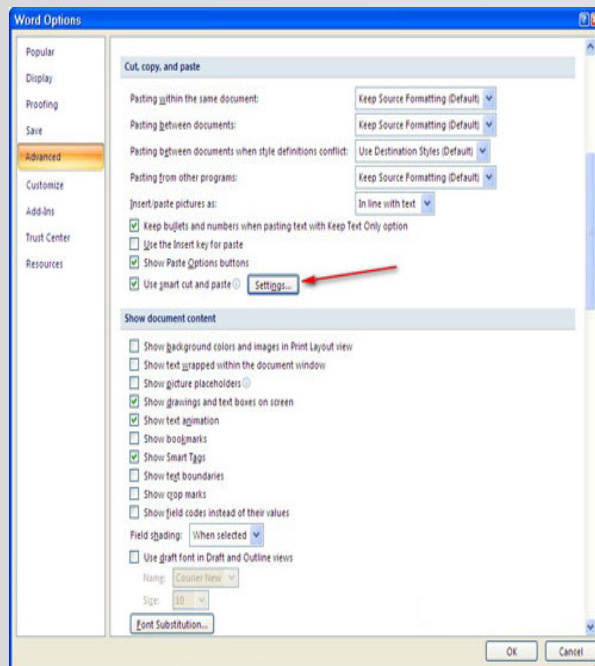 Word Options
Popular
Display
Proofing
Save
Advanced
Customize
Add-Ins
Trust Center
Resources
Cut, copy, and paste
Pasting within the same document: Keep Source Formatting (Default)
Pasting between documents: Keep Source Formatting (Default)
Pasting between documents when style definitions conflict: Use Destination Styles (Default)
Pasting from other programs: Keep Source Formatting (Default)
Insert/paste pictures as: In line with text
Keep bullets and numbers when pasting text with Keep Text Only option
Use the Insert key for paste
Show Paste Options buttons
Use smart cut and paste Settings...
Show document content
Show background colors and images in Print Layout view
Show text wrapped within the document window
Show picture placeholders
Show drawings and text boxes on screen
Show text animation
Show bookmarks
Show Smart Tags
Show text boundaries
Show crop marks
Show field codes instead of their values
Field shading: When selected
Use draft font in Draft and Outline views
Name: Courier New
Size: 10
Font Substitution...
OK Cancel